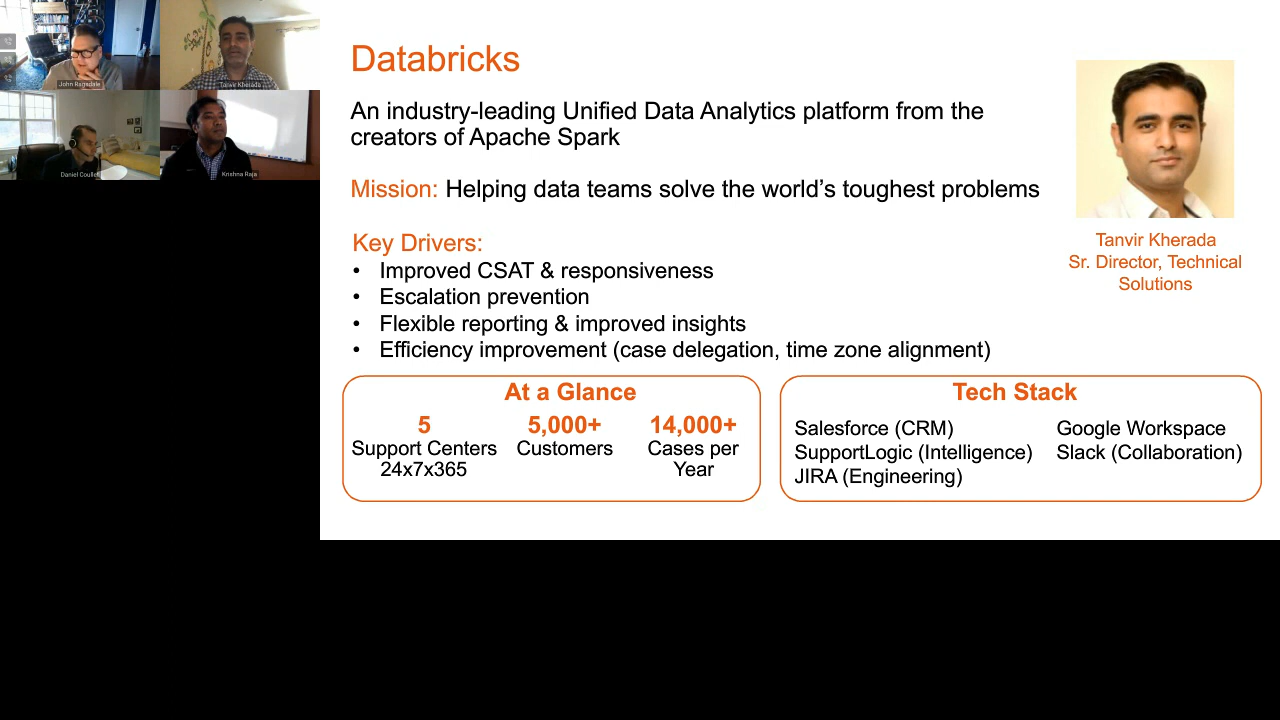 John Ragsdale
Tanvir Kherada
Daniel Coullet
Krishna Raja
Databricks
An industry-leading Unified Data Analytics platform from the
creators of Apache Spark
Mission: Helping data teams solve the world’s toughest problems
Key Drivers:
• Improved CSAT & responsiveness
• Escalation prevention
• Flexible reporting & improved insights
• Efficiency improvement (case delegation, time zone alignment)
Tanvir Kherada
Sr. Director, Technical
Solutions
At a Glance
5
Support Centers
24x7x365
5,000+
Customers
14,000+
Cases per
Year
Tech Stack
Salesforce (CRM)
SupportLogic (Intelligence)
JIRA (Engineering)
Google Workspace
Slack (Collaboration)